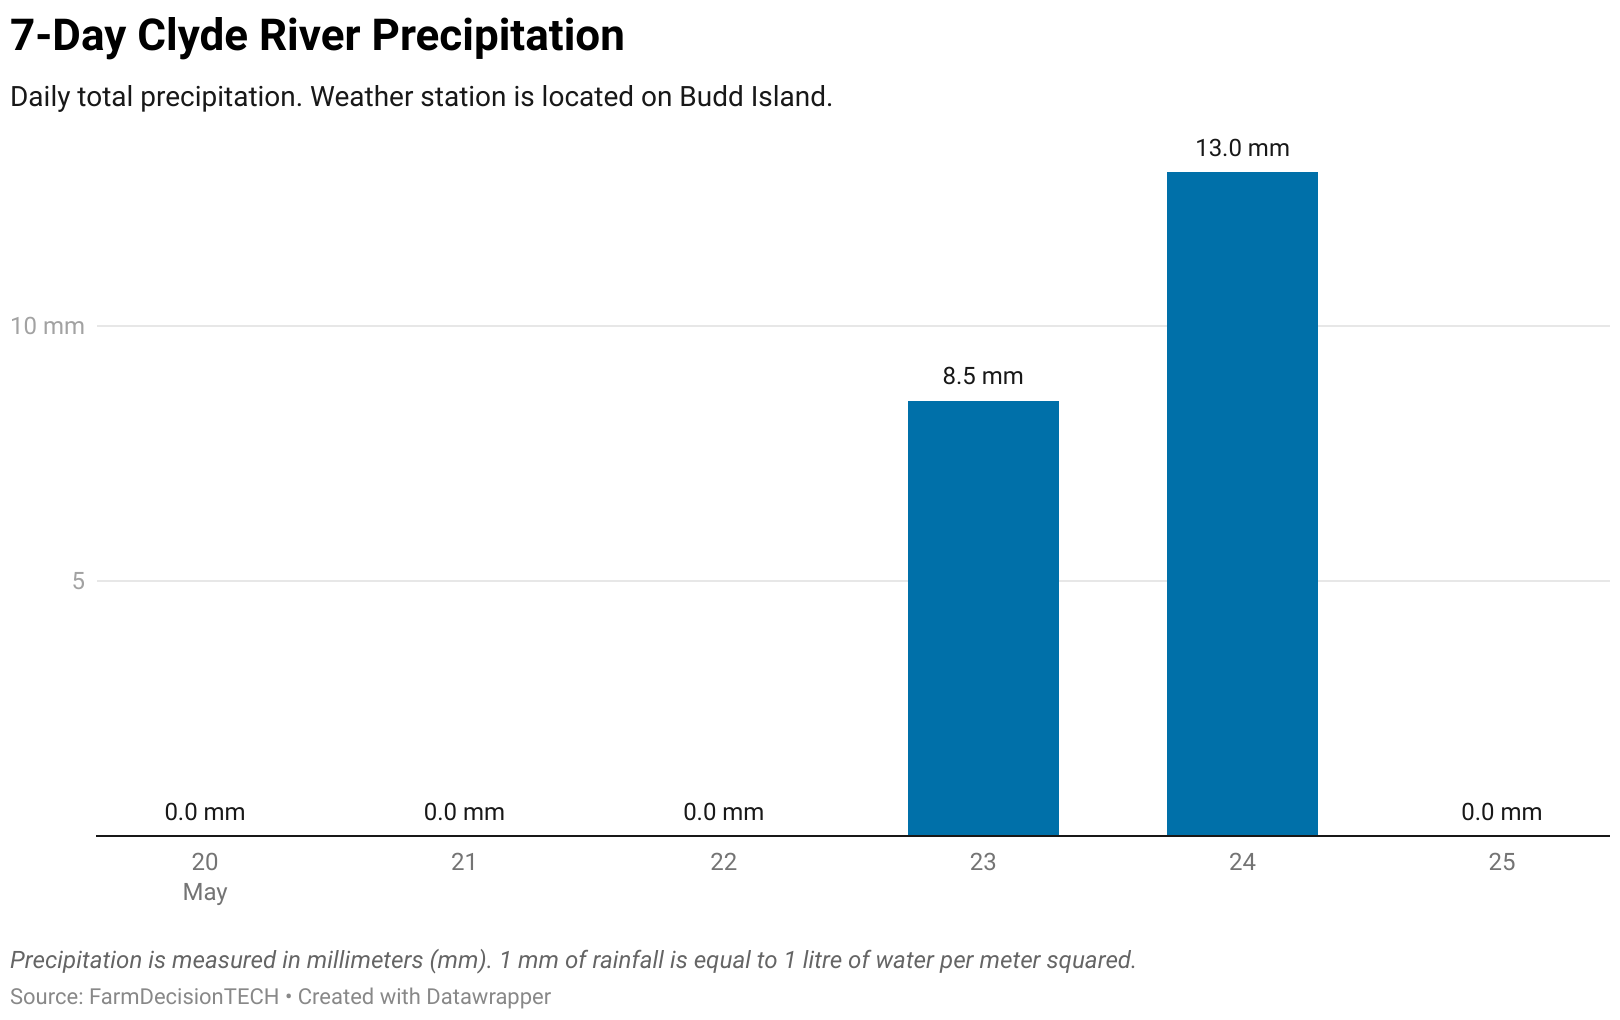 7-Day Clyde River Precipitation
Daily total precipitation. Weather station is located on Budd Island.
13.0 mm
10 mm
8.5 mm
5
0.0 mm
0.0 mm
0.0 mm
0.0 mm
20
21
22
23
24
25
May
Precipitation is measured in millimeters (mm). 1 mm of rainfall is equal to 1 litre of water per meter squared.
Source: FarmDecisionTECH • Created with Datawrapper